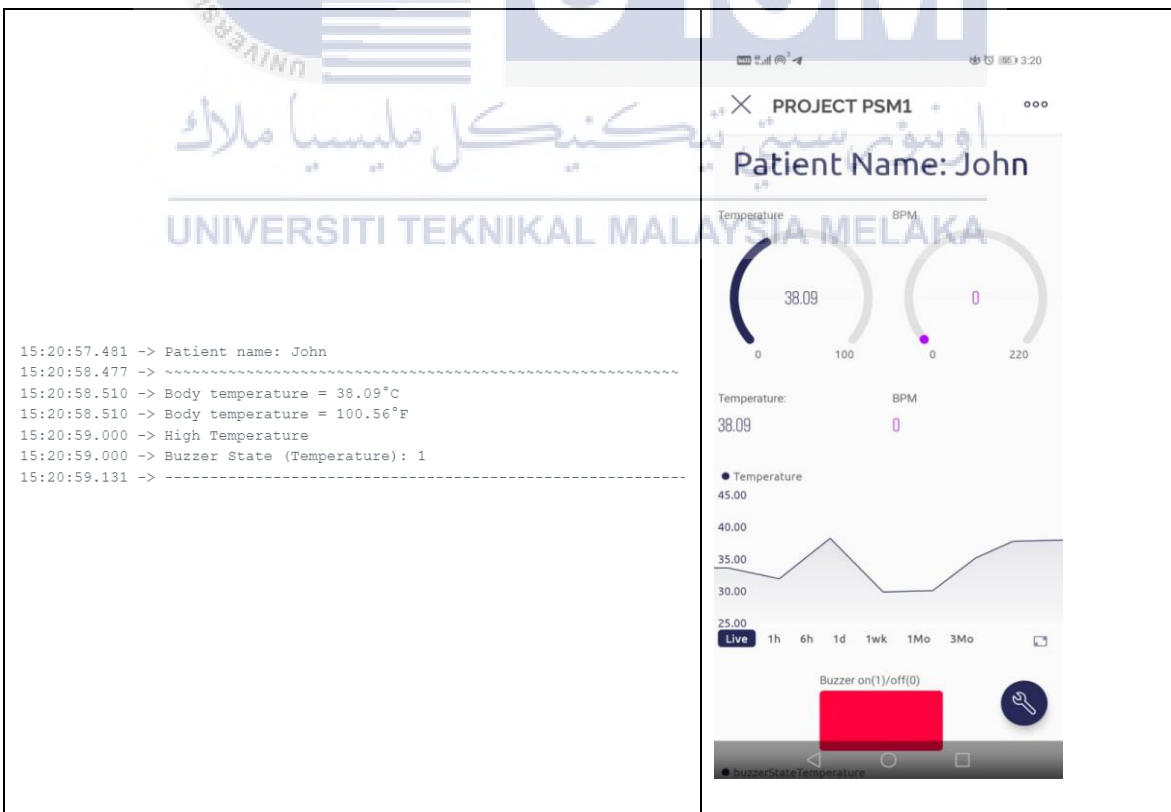 UNIVERSITI TEKNIKAL MALAYSIA MELAKA
اونيۏرسيتي تيكنيكل مليسيا ملاك
15:20:57.481 -> Patient name: John
15:20:58.477 -> ~~~~~~~~~~~~~~~~~~~~~~~~~~~~~~~~~~~~~~~~~~~~~~~~~~~~~~~~~
15:20:58.510 -> Body temperature = 38.09°C
15:20:58.510 -> Body temperature = 100.56°F
15:20:59.000 -> High Temperature
15:20:59.000 -> Buzzer State (Temperature): 1
15:20:59.131 -> ----------------------------------------------------------
3:20
PROJECT PSM1
Patient Name: John
Temperature BPM
38.09 0
0 100 0 220
Temperature: BPM
38.09 0
Temperature
45.00
40.00
35.00
30.00
25.00
Live 1h 6h 1d 1wk 1Mo 3Mo
Buzzer on(1)/off(0)
buzzerStateTemperature